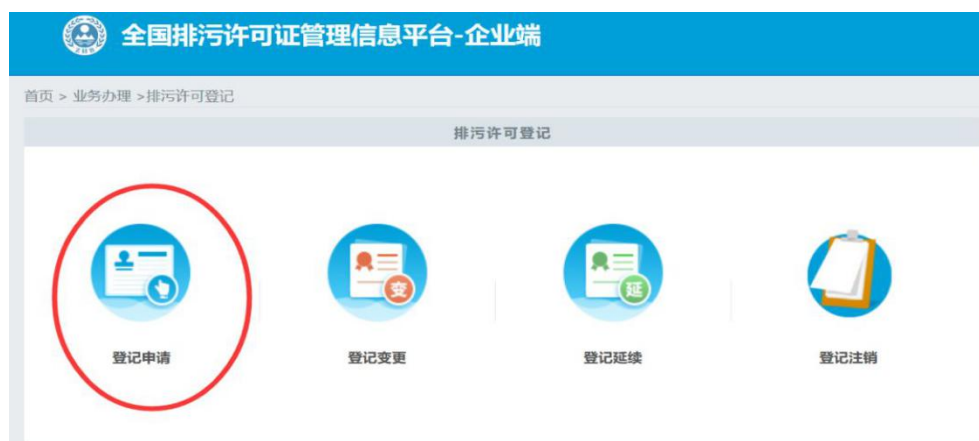 全国排污许可证管理信息平台-企业端
首页 > 业务办理 >排污许可登记
排污许可登记
变
延
登记申请
登记变更
登记延续
登记注销